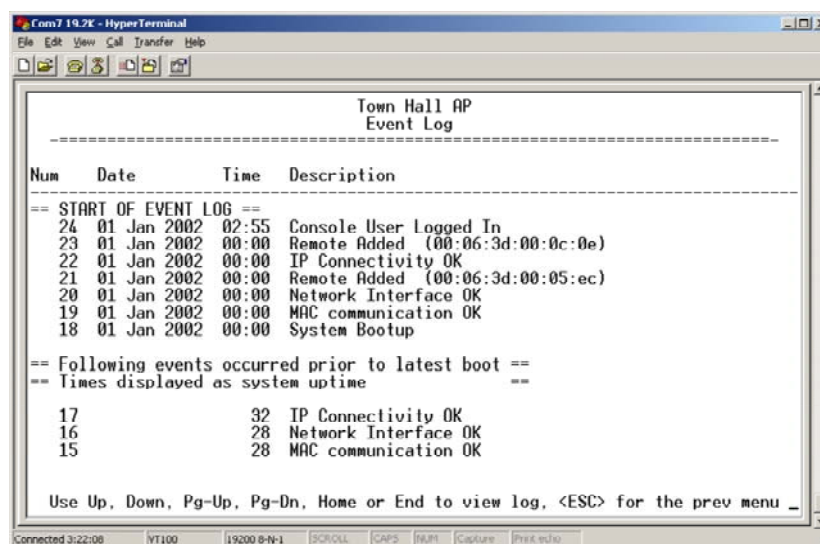 Com7 19.2K - HyperTerminal
File Edit View Call Transfer Help
Town Hall AP
Event Log
-==========================================================================-
Num Date Time Description
--------------------------------------------------------------------------------
== START OF EVENT LOG ==
24 01 Jan 2002 02:55 Console User Logged In
23 01 Jan 2002 00:00 Remote Added (00:06:3d:00:0c:0e)
22 01 Jan 2002 00:00 IP Connectivity OK
21 01 Jan 2002 00:00 Remote Added (00:06:3d:00:05:ec)
20 01 Jan 2002 00:00 Network Interface OK
19 01 Jan 2002 00:00 MAC communication OK
18 01 Jan 2002 00:00 System Bootup
== Following events occurred prior to latest boot ==
== Times displayed as system uptime ==
17 32 IP Connectivity OK
16 28 Network Interface OK
15 28 MAC communication OK
Use Up, Down, Pg-Up, Pg-Dn, Home or End to view log, <ESC> for the prev menu _
Connected 3:22:08 VT100 19200 8-N-1 SCROLL CAPS NUM Capture Print echo